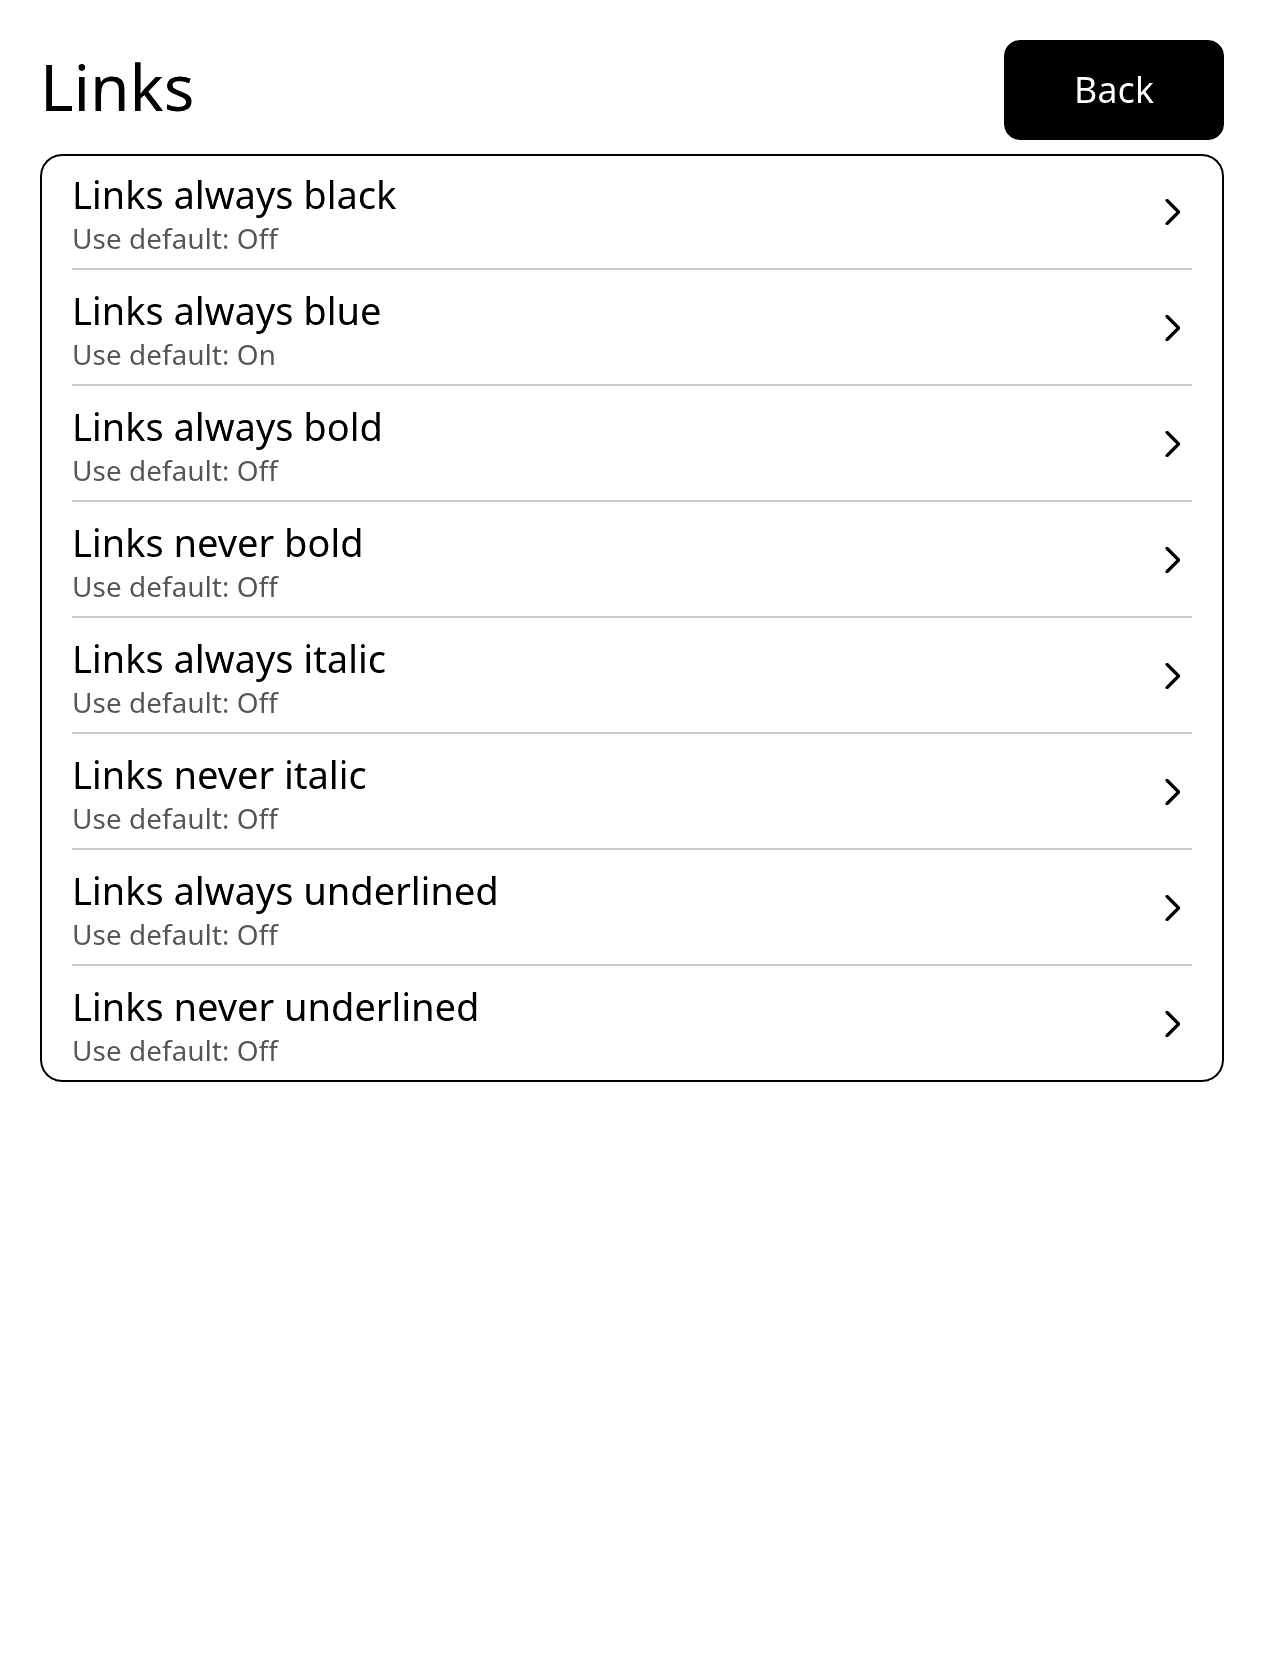 Links
Back
Links always black
Use default: Off
Links always blue
Use default: On
Links always bold
Use default: Off
Links never bold
Use default: Off
Links always italic
Use default: Off
Links never italic
Use default: Off
Links always underlined
Use default: Off
Links never underlined
Use default: Off